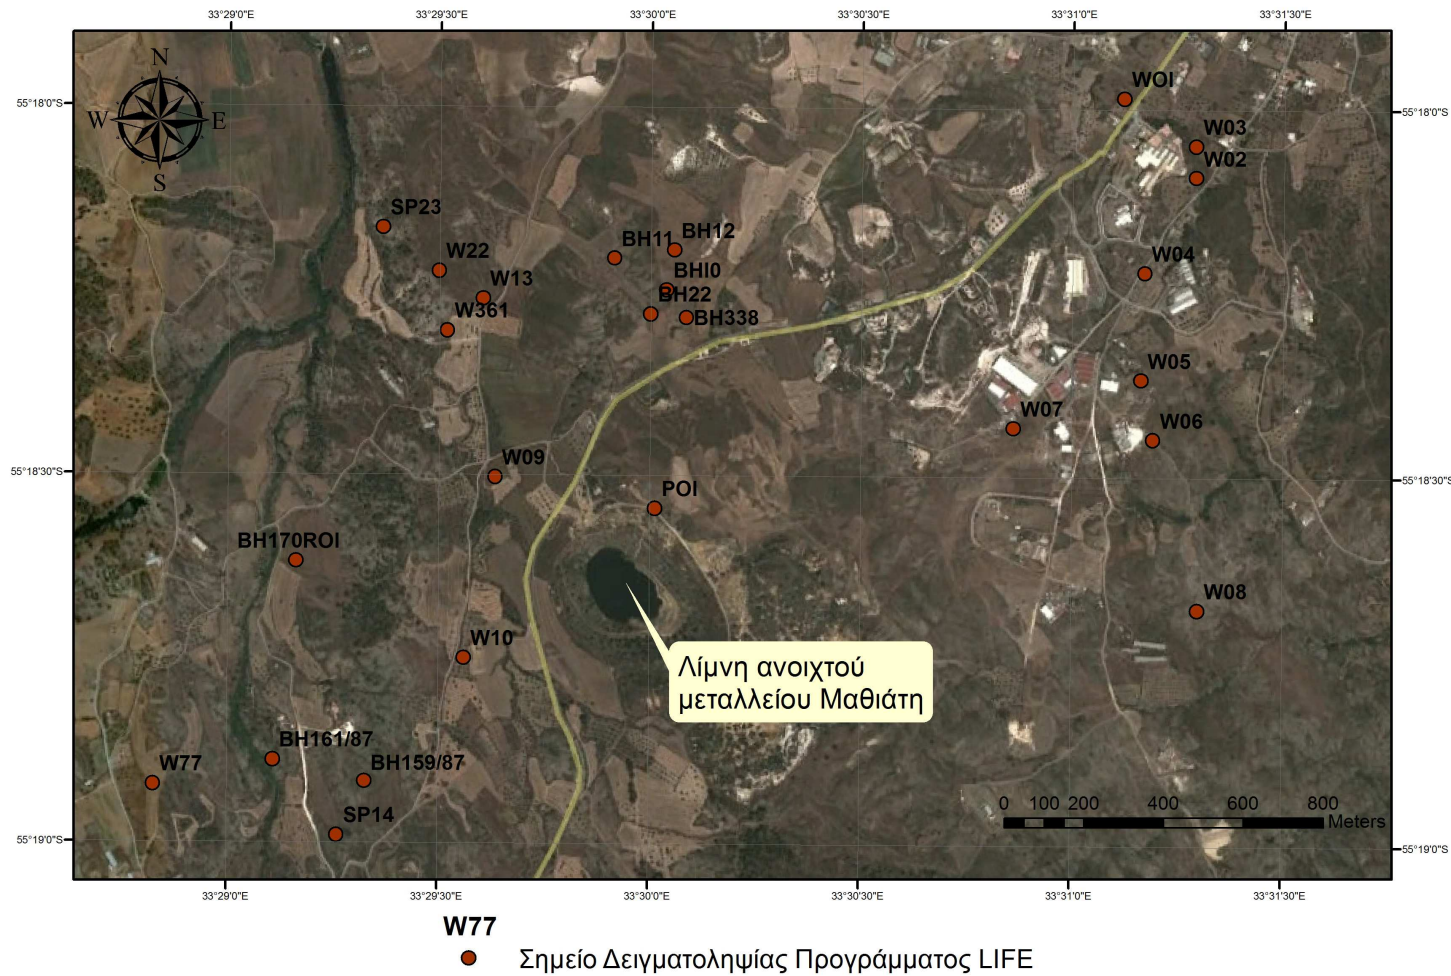 33°29'0"E
33°29'30"E
33°30'0"E
33°30'30"E
33°31'0"E
33°31'30"E
N
W
E
S
55°18'0"S
55°18'0"S
WOI
W03
W02
SP23
W22
W13
W361
BH11
BH12
BHI0
BH22
BH338
W04
W05
W07
W06
W09
POI
55°18'30"S
55°18'30"S
BH170ROI
W08
W10
Λίμνη ανοιχτού
μεταλλείου Μαθιάτη
W77
BH161/87
BH159/87
SP14
0 100 200 400 600 800
Meters
55°19'0"S
55°19'0"S
33°29'0"E
33°29'30"E
33°30'0"E
33°30'30"E
33°31'0"E
33°31'30"E
W77
Σημείο Δειγματοληψίας Προγράμματος LIFE